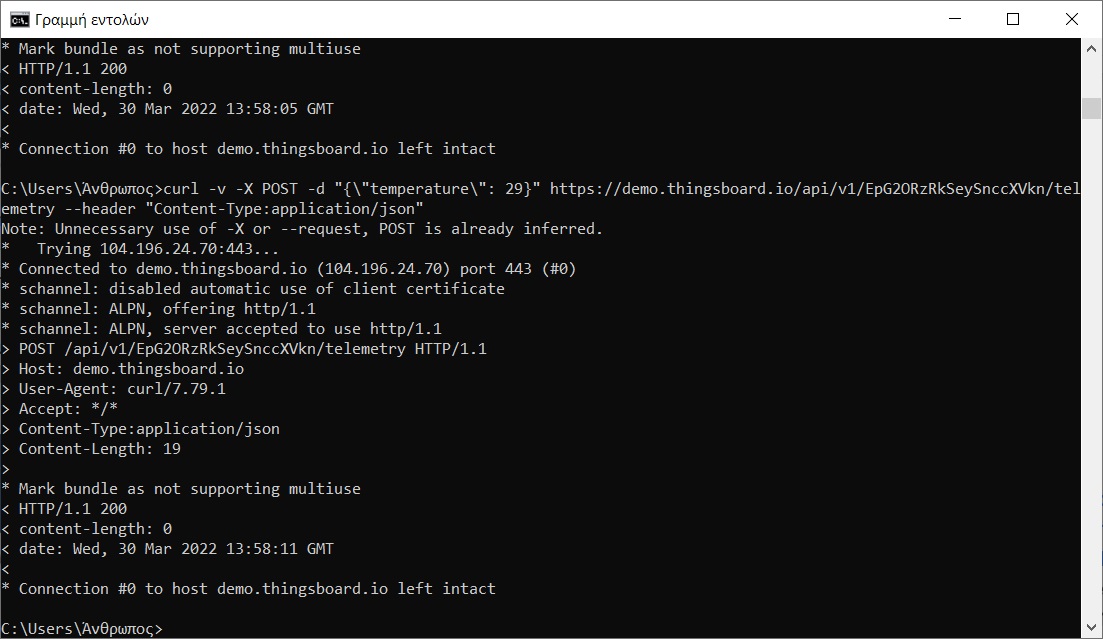 Γραμμή εντολών
* Mark bundle as not supporting multiuse
< HTTP/1.1 200
< content-length: 0
< date: Wed, 30 Mar 2022 13:58:05 GMT
<
* Connection #0 to host demo.thingsboard.io left intact
C:\Users\Άνθρωπος>curl -v -X POST -d "{\"temperature\": 29}" https://demo.thingsboard.io/api/v1/EpG2ORzRkSeySnccXVkn/tel
emetry --header "Content-Type:application/json"
Note: Unnecessary use of -X or --request, POST is already inferred.
*   Trying 104.196.24.70:443...
* Connected to demo.thingsboard.io (104.196.24.70) port 443 (#0)
* schannel: disabled automatic use of client certificate
* schannel: ALPN, offering http/1.1
* schannel: ALPN, server accepted to use http/1.1
> POST /api/v1/EpG2ORzRkSeySnccXVkn/telemetry HTTP/1.1
> Host: demo.thingsboard.io
> User-Agent: curl/7.79.1
> Accept: */*
> Content-Type:application/json
> Content-Length: 19
>
* Mark bundle as not supporting multiuse
< HTTP/1.1 200
< content-length: 0
< date: Wed, 30 Mar 2022 13:58:11 GMT
<
* Connection #0 to host demo.thingsboard.io left intact
C:\Users\Άνθρωπος>